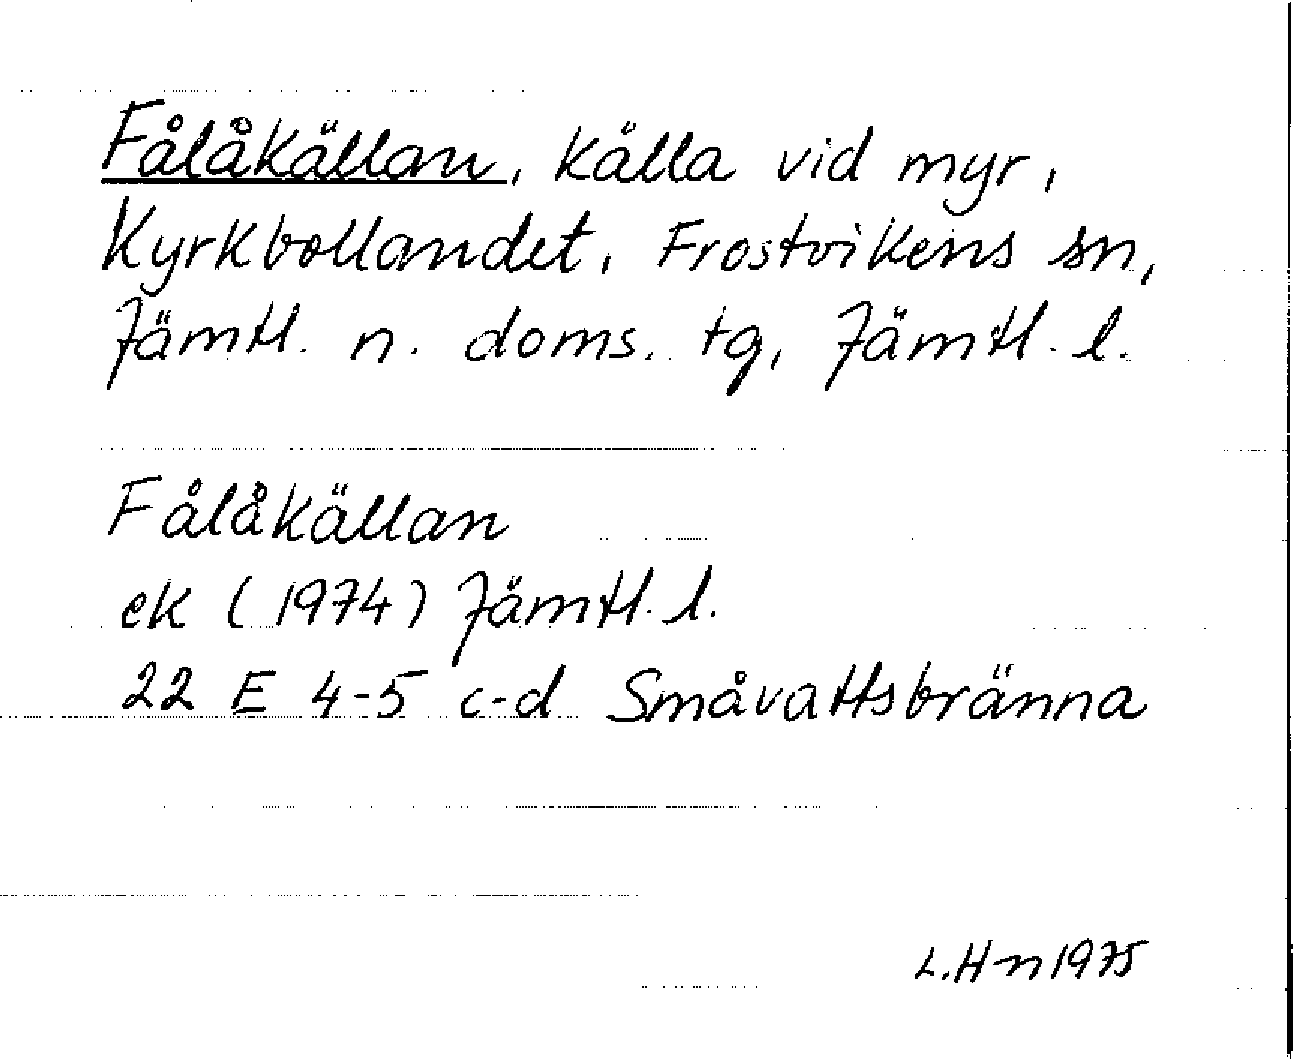 Fålåkällan, källa vid myr,
Kyrkbollandet, Frostvikens sn,
Jämtl. n. doms. tg, Jämtl. l.
Fålåkällan
ek (1974) Jämtl. l.
22 E 4-5 c-d Småvattsbränna
L.Hn 1975